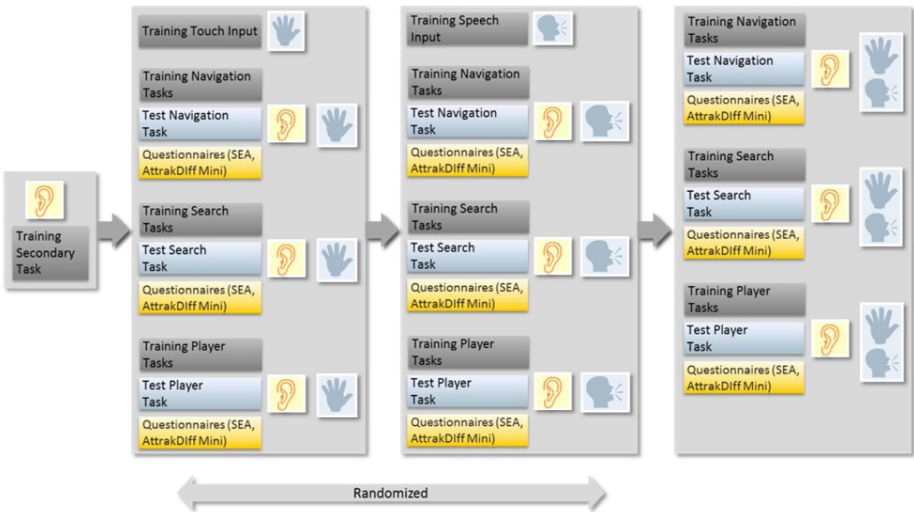 Training
Secondary
Task
Training Touch Input
Training Navigation
Tasks
Test Navigation
Task
Questionnaires (SEA,
AttrakDIff Mini)
Training Search
Tasks
Test Search
Task
Questionnaires (SEA,
AttrakDIff Mini)
Training Player
Tasks
Test Player
Task
Questionnaires (SEA,
AttrakDIff Mini)
Training Speech
Input
Training Navigation
Tasks
Test Navigation
Task
Questionnaires (SEA,
AttrakDIff Mini)
Training Search
Tasks
Test Search
Task
Questionnaires (SEA,
AttrakDIff Mini)
Training Player
Tasks
Test Player
Task
Questionnaires (SEA,
AttrakDIff Mini)
Training Navigation
Tasks
Test Navigation
Task
Questionnaires (SEA,
AttrakDIff Mini)
Training Search
Tasks
Test Search
Task
Questionnaires (SEA,
AttrakDIff Mini)
Training Player
Tasks
Test Player
Task
Questionnaires (SEA,
AttrakDIff Mini)
Randomized